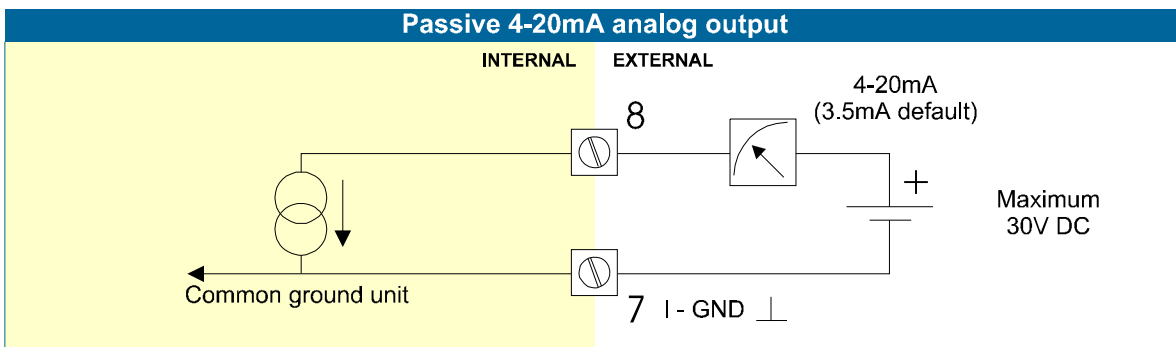 Passive 4-20mA analog output
INTERNAL
EXTERNAL
8
4-20mA
(3.5mA default)
+
Maximum
30V DC
Common ground unit
7 I - GND ⊥